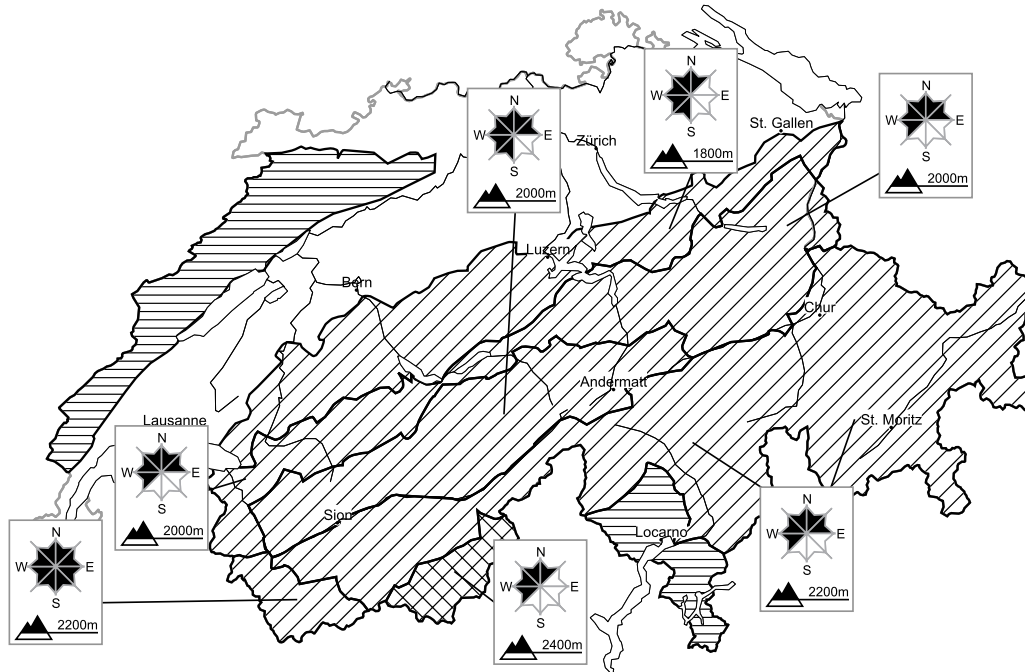 N
W E
S
1800m
N
W E
S
2000m
N
W E
S
2000m
St. Gallen
Zürich
Luzern
Bern
Chur
Andermatt
St. Moritz
Lausanne
N
W E
S
2000m
Sion
Locarno
N
W E
S
2200m
N
W E
S
2200m
N
W E
S
2400m